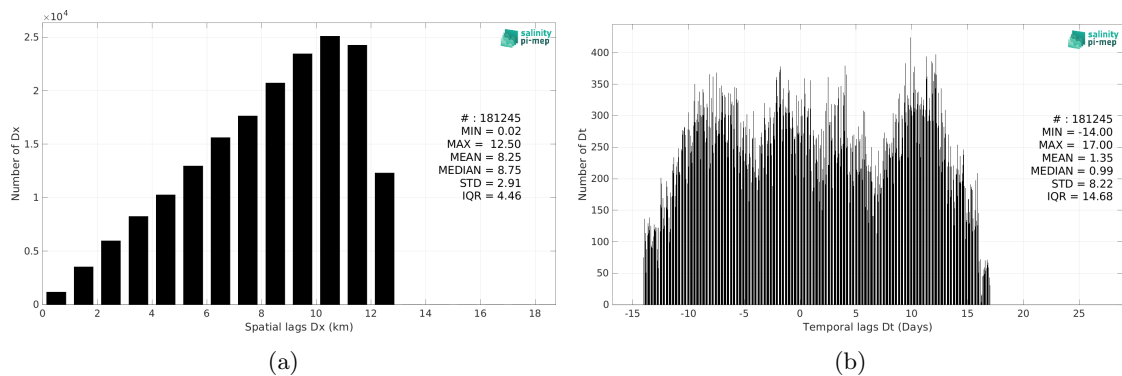 ×10⁴
2.5
2
1.5
1
0.5
0
0 2 4 6 8 10 12 14 16 18
Number of Dx
Spatial lags Dx (km)
salinity
pi-mep
# : 181245
MIN = 0.02
MAX = 12.50
MEAN = 8.25
MEDIAN = 8.75
STD = 2.91
IQR = 4.46
(a)
400
350
300
250
200
150
100
50
0
-15 -10 -5 0 5 10 15 20 25
Number of Dt
Temporal lags Dt (Days)
salinity
pi-mep
# : 181245
MIN = -14.00
MAX = 17.00
MEAN = 1.35
MEDIAN = 0.99
STD = 8.22
IQR = 14.68
(b)